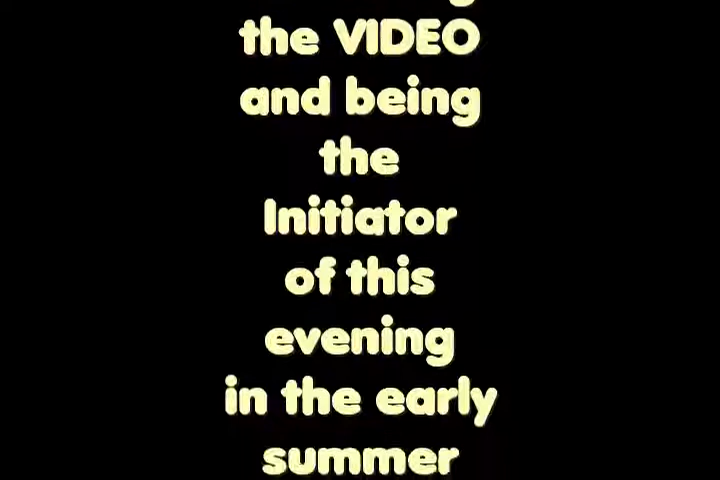 the VIDEO
and being
the
Initiator
of this
evening
in the early
summer